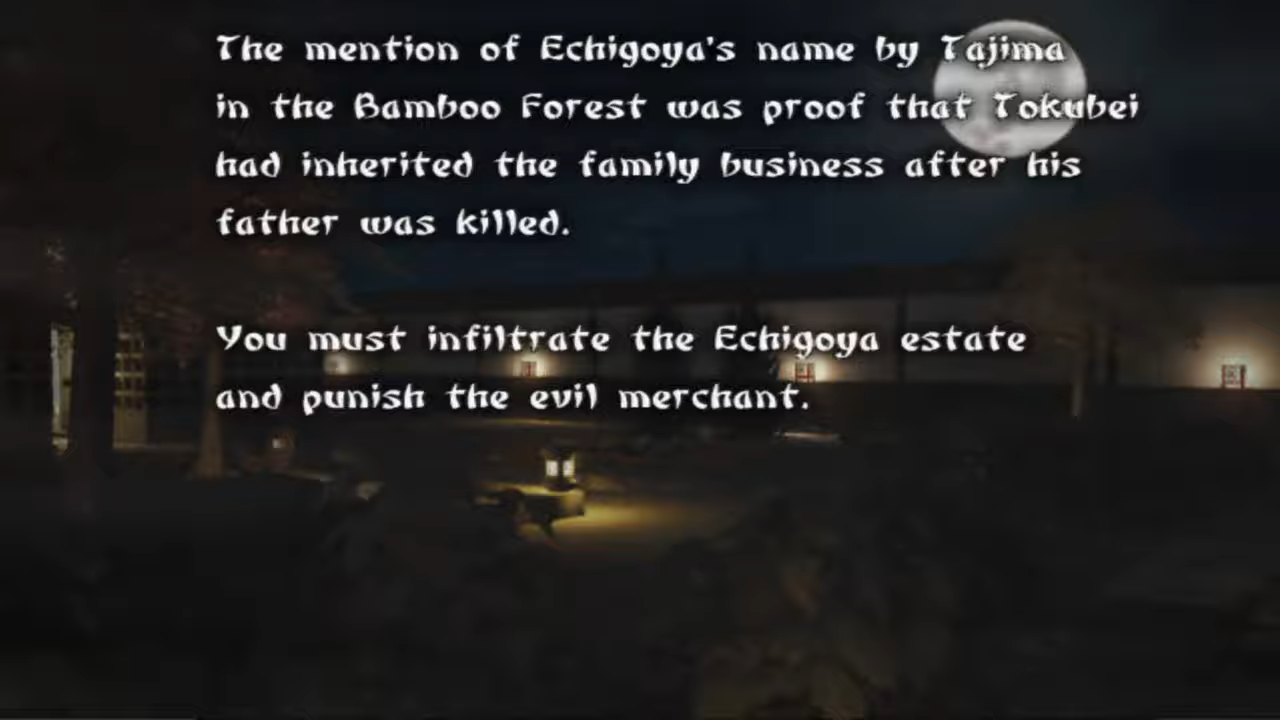 The mention of Echigoya's name by Tajima
in the Bamboo Forest was proof that Tokubei
had inherited the family business after his
father was killed.
You must infiltrate the Echigoya estate
and punish the evil merchant.